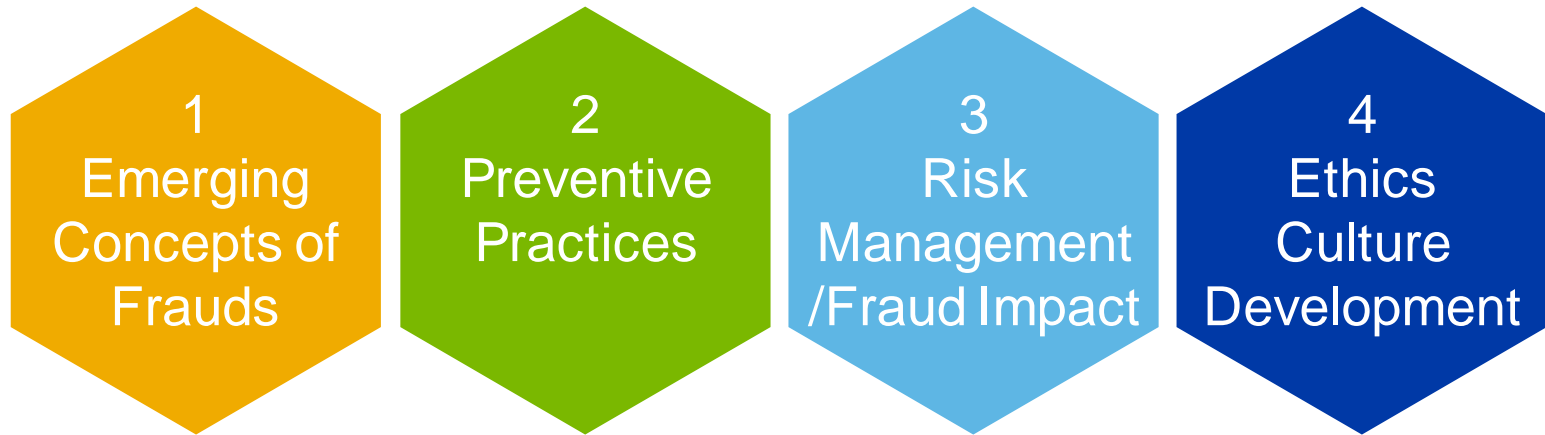 1
Emerging
Concepts of
Frauds
2
Preventive
Practices
3
Risk
Management
/Fraud Impact
4
Ethics
Culture
Development